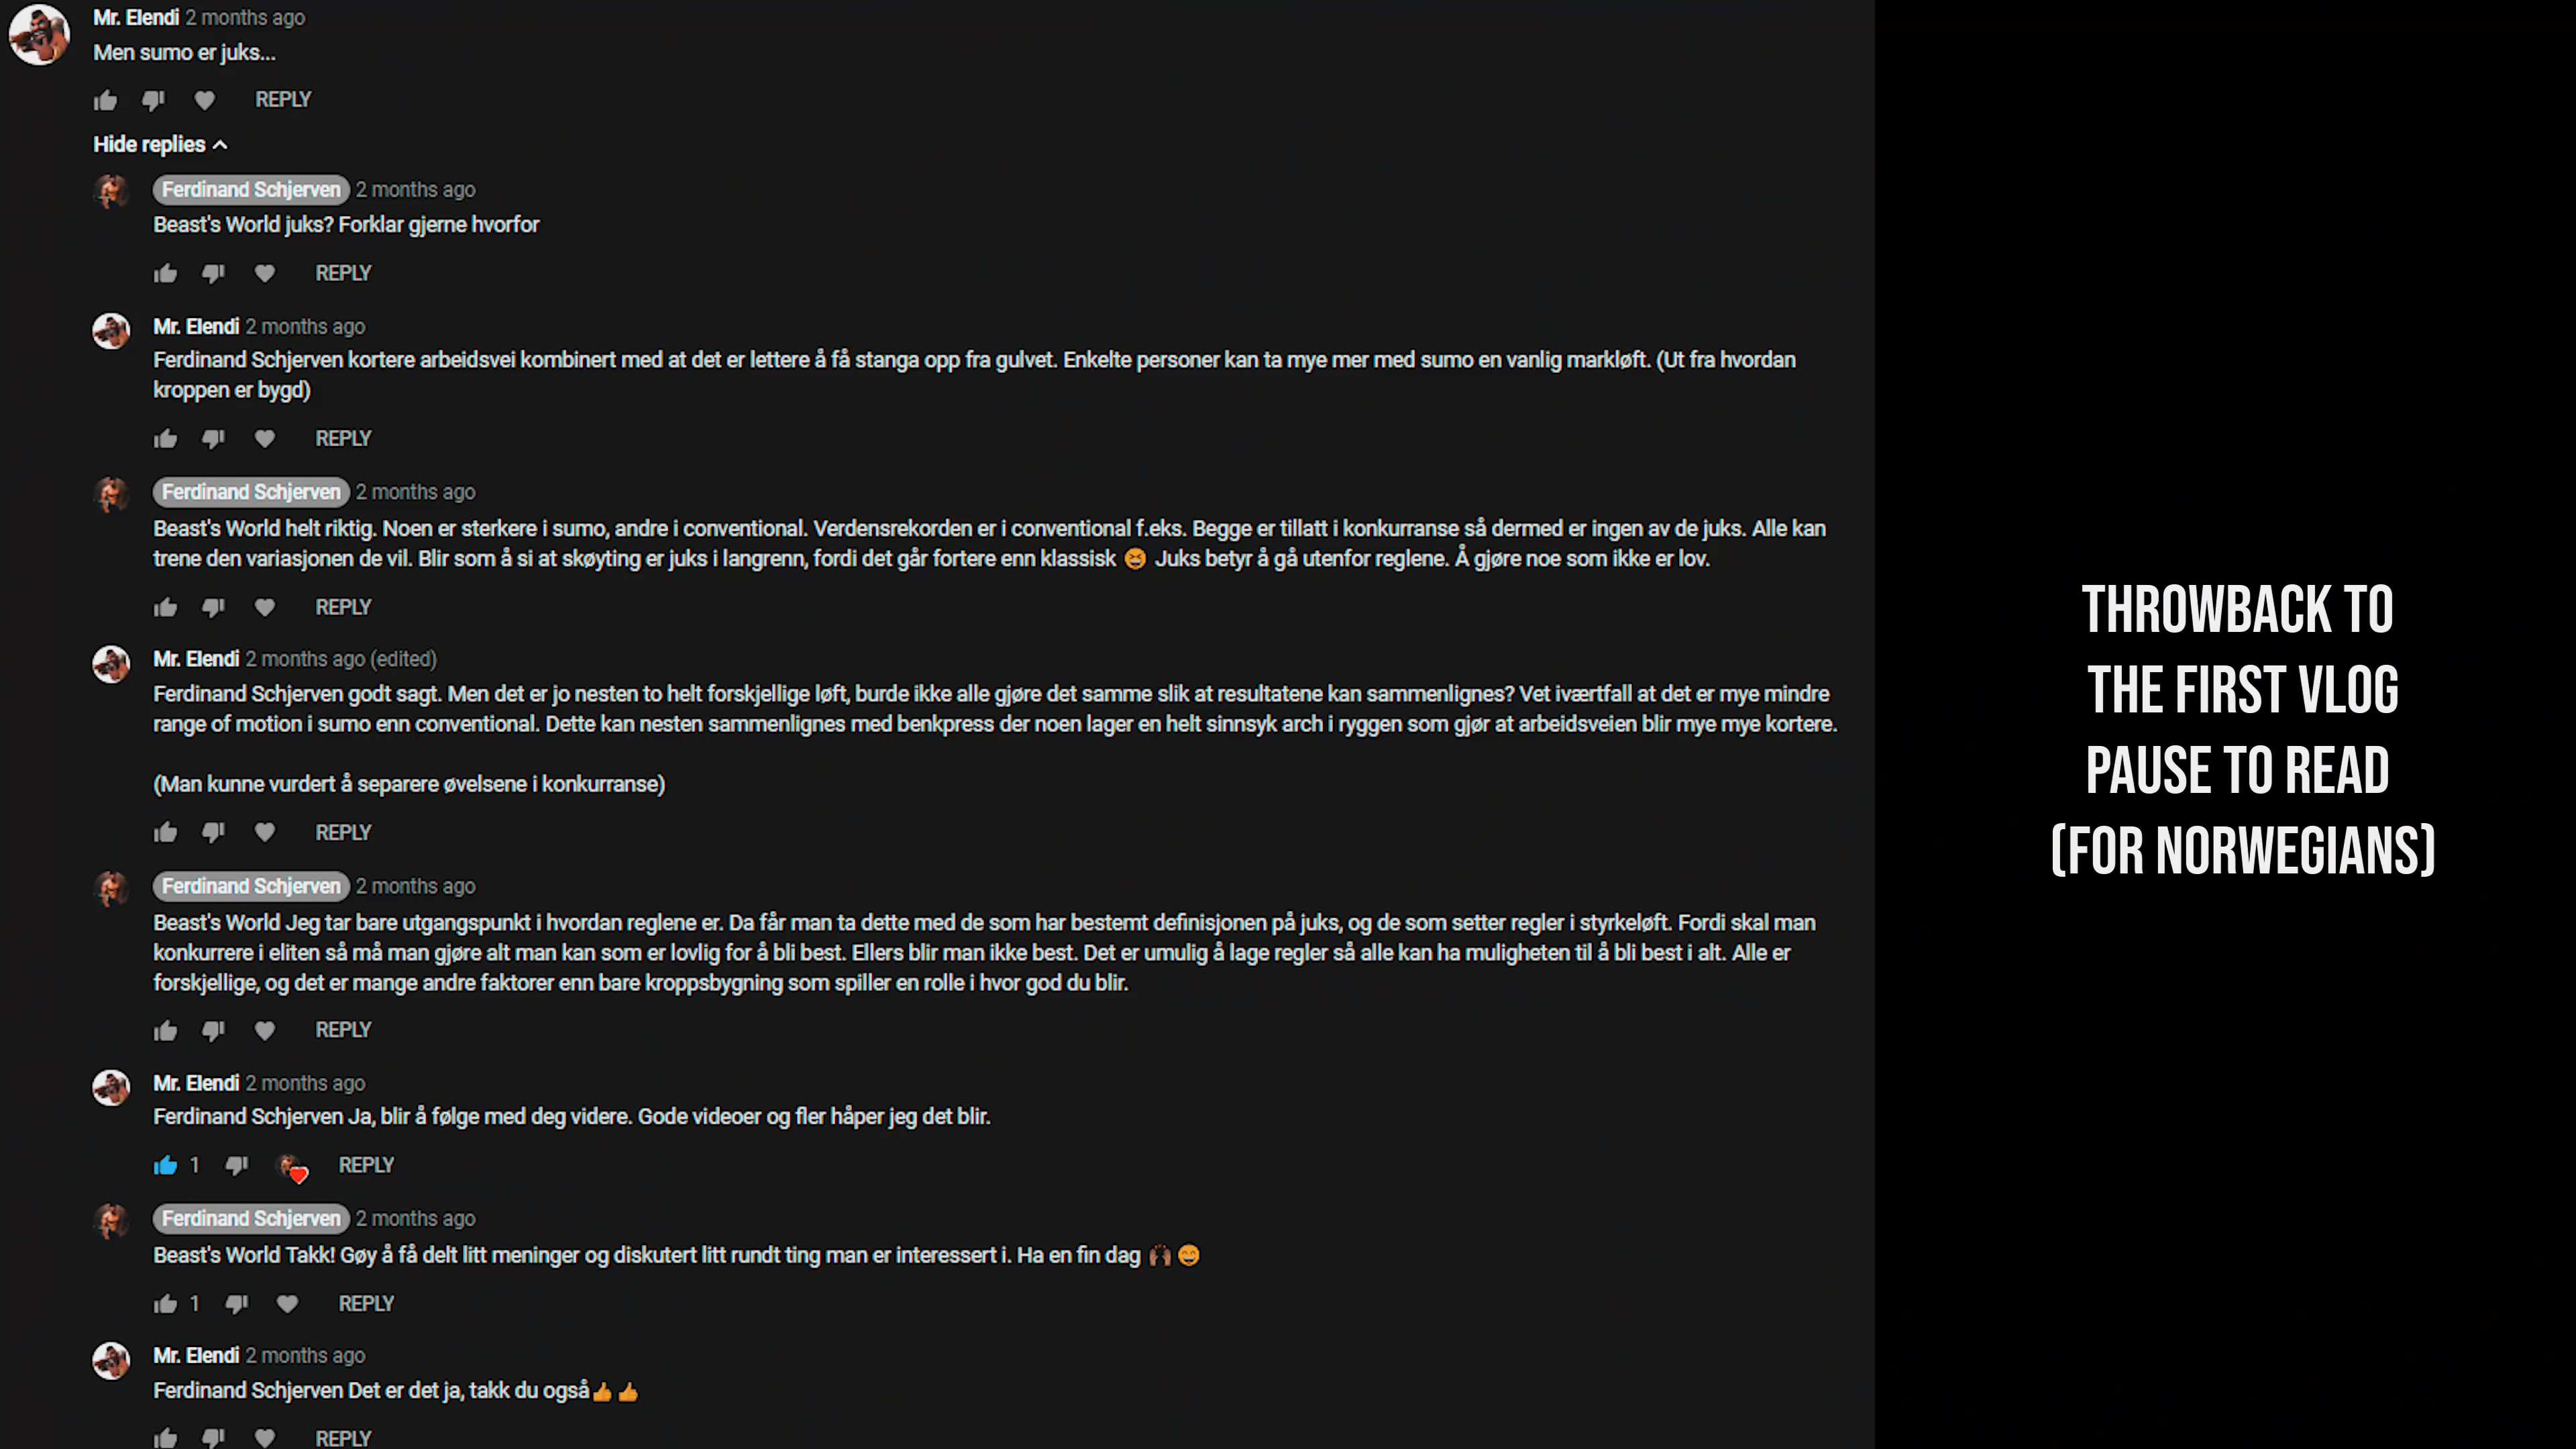 Mr. Elendi 2 months ago
Men sumo er juks...
REPLY
Hide replies
Ferdinand Schjerven 2 months ago
Beast's World juks? Forklar gjerne hvorfor
REPLY
Mr. Elendi 2 months ago
Ferdinand Schjerven kortere arbeidsvei kombinert med at det er lettere å få stanga opp fra gulvet. Enkelte personer kan ta mye mer med sumo en vanlig markløft. (Ut fra hvordan
kroppen er bygd)
REPLY
Ferdinand Schjerven 2 months ago
Beast's World helt riktig. Noen er sterkere i sumo, andre i conventional. Verdensrekorden er i conventional f.eks. Begge er tillatt i konkurranse så dermed er ingen av de juks. Alle kan
trene den variasjonen de vil. Blir som å si at skøyting er juks i langrenn, fordi det går fortere enn klassisk 😆 Juks betyr å gå utenfor reglene. Å gjøre noe som ikke er lov.
REPLY
Mr. Elendi 2 months ago (edited)
Ferdinand Schjerven godt sagt. Men det er jo nesten to helt forskjellige løft, burde ikke alle gjøre det samme slik at resultatene kan sammenlignes? Vet iværtfall at det er mye mindre
range of motion i sumo enn conventional. Dette kan nesten sammenlignes med benkpress der noen lager en helt sinnsyk arch i ryggen som gjør at arbeidsveien blir mye mye kortere.
(Man kunne vurdert å separere øvelsene i konkurranse)
REPLY
Ferdinand Schjerven 2 months ago
Beast's World Jeg tar bare utgangspunkt i hvordan reglene er. Da får man ta dette med de som har bestemt definisjonen på juks, og de som setter regler i styrkeløft. Fordi skal man
konkurrere i eliten så må man gjøre alt man kan som er lovlig for å bli best. Ellers blir man ikke best. Det er umulig å lage regler så alle kan ha muligheten til å bli best i alt. Alle er
forskjellige, og det er mange andre faktorer enn bare kroppsbygning som spiller en rolle i hvor god du blir.
REPLY
Mr. Elendi 2 months ago
Ferdinand Schjerven Ja, blir å følge med deg videre. Gode videoer og fler håper jeg det blir.
1 REPLY
Ferdinand Schjerven 2 months ago
Beast's World Takk! Gøy å få delt litt meninger og diskutert litt rundt ting man er interessert i. Ha en fin dag 🙌🏾 😄
1 REPLY
Mr. Elendi 2 months ago
Ferdinand Schjerven Det er det ja, takk du også👍 👍
REPLY
THROWBACK TO
THE FIRST VLOG
PAUSE TO READ
(FOR NORWEGIANS)